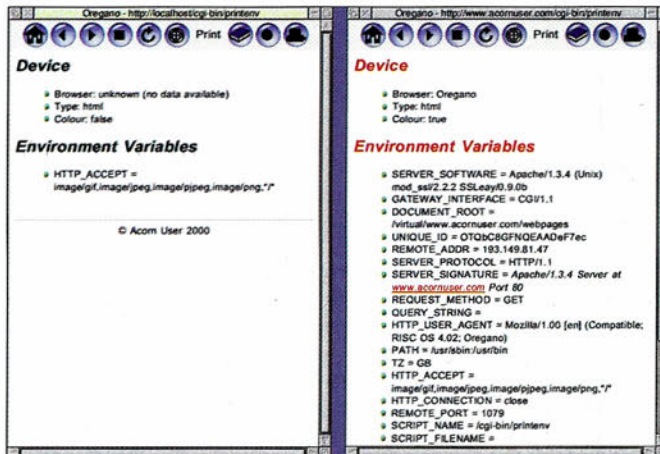 Oregano - http://localhost/cgi-bin/printenv
Print
Device
Browser: unknown (no data available)
Type: html
Colour: false
Environment Variables
HTTP_ACCEPT =
image/gif,image/jpeg,image/pjpeg,image/png,*/*
© Acorn User 2000
Oregano - http://www.acornuser.com/cgi-bin/printenv
Print
Device
Browser: Oregano
Type: html
Colour: true
Environment Variables
SERVER_SOFTWARE = Apache/1.3.4 (Unix)
mod_ssl/2.2.2 SSLeay/0.9.0b
GATEWAY_INTERFACE = CGI/1.1
DOCUMENT_ROOT =
/virtual/www.acornuser.com/webpages
UNIQUE_ID = OTQbC8GFNQEAADeF7ec
REMOTE_ADDR = 193.149.81.47
SERVER_PROTOCOL = HTTP/1.1
SERVER_SIGNATURE = Apache/1.3.4 Server at
www.acornuser.com Port 80
REQUEST_METHOD = GET
QUERY_STRING =
HTTP_USER_AGENT = Mozilla/1.00 [en] (Compatible;
RISC OS 4.02; Oregano)
PATH = /usr/sbin:/usr/bin
TZ = GB
HTTP_ACCEPT =
image/gif,image/jpeg,image/pjpeg,image/png,*/*
HTTP_CONNECTION = close
REMOTE_PORT = 1079
SCRIPT_NAME = /cgi-bin/printenv
SCRIPT_FILENAME =